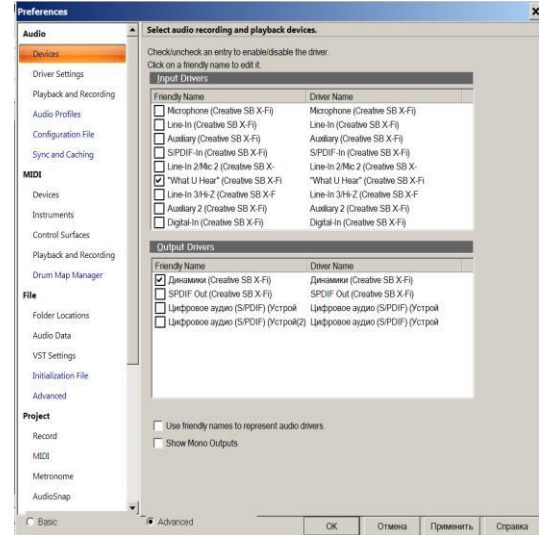 Preferences
Audio
Devices
Driver Settings
Playback and Recording
Audio Profiles
Configuration File
Sync and Caching
MIDI
Devices
Instruments
Control Surfaces
Playback and Recording
Drum Map Manager
File
Folder Locations
Audio Data
VST Settings
Initialization File
Advanced
Project
Record
MIDI
Metronome
AudioSnap
Basic
Advanced
Select audio recording and playback devices.
Check/uncheck an entry to enable/disable the driver.
Click on a friendly name to edit it.
Input Drivers
Friendly Name Driver Name
Microphone (Creative SB X-Fi) Microphone (Creative SB X-Fi)
Line-In (Creative SB X-Fi) Line-In (Creative SB X-Fi)
Auxiliary (Creative SB X-Fi) Auxiliary (Creative SB X-Fi)
S/PDIF-In (Creative SB X-Fi) S/PDIF-In (Creative SB X-Fi)
Line-In 2/Mic 2 (Creative SB X- Line-In 2/Mic 2 (Creative SB X-
"What U Hear" (Creative SB X-Fi) "What U Hear" (Creative SB X-Fi
Line-In 3/Hi-Z (Creative SB X-F Line-In 3/Hi-Z (Creative SB X-F
Auxiliary 2 (Creative SB X-Fi) Auxiliary 2 (Creative SB X-Fi)
Digital-In (Creative SB X-Fi) Digital-In (Creative SB X-Fi)
Output Drivers
Friendly Name Driver Name
Динамики (Creative SB X-Fi) Динамики (Creative SB X-Fi)
SPDIF Out (Creative SB X-Fi) SPDIF Out (Creative SB X-Fi)
Цифровое аудио (S/PDIF) (Устрой Цифровое аудио (S/PDIF) (Устрой
Цифровое аудио (S/PDIF) (Устрой(2) Цифровое аудио (S/PDIF) (Устрой
Use friendly names to represent audio drivers.
Show Mono Outputs
OK Отмена Применить Справка